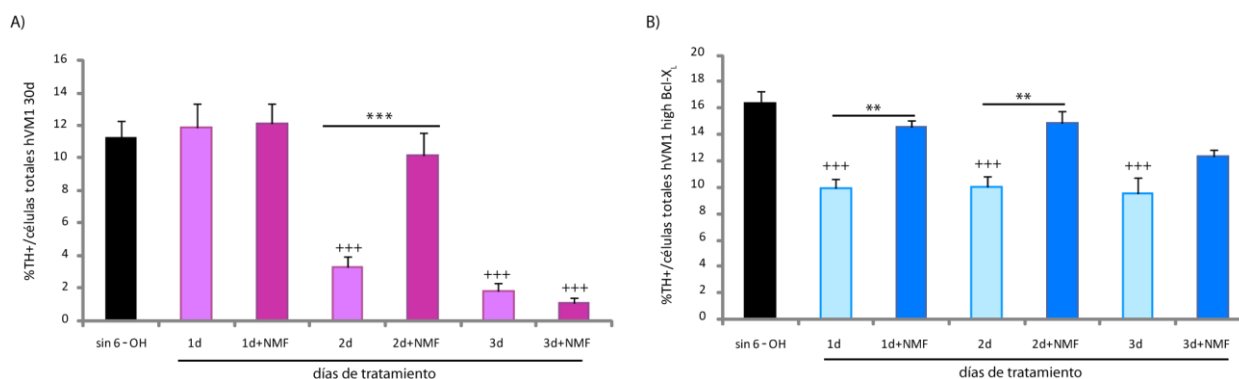 A)
%TH+/células totales hVM1 30d
16
14
12
10
8
6
4
2
0
***
+++
+++
+++
sin 6-OH 1d 1d+NMF 2d 2d+NMF 3d 3d+NMF
días de tratamiento
B)
%TH+/células totales hVM1 high Bcl-XL
20
18
16
14
12
10
8
6
4
2
0
** **
+++ +++ +++
sin 6-OH 1d 1d+NMF 2d 2d+NMF 3d 3d+NMF
días de tratamiento